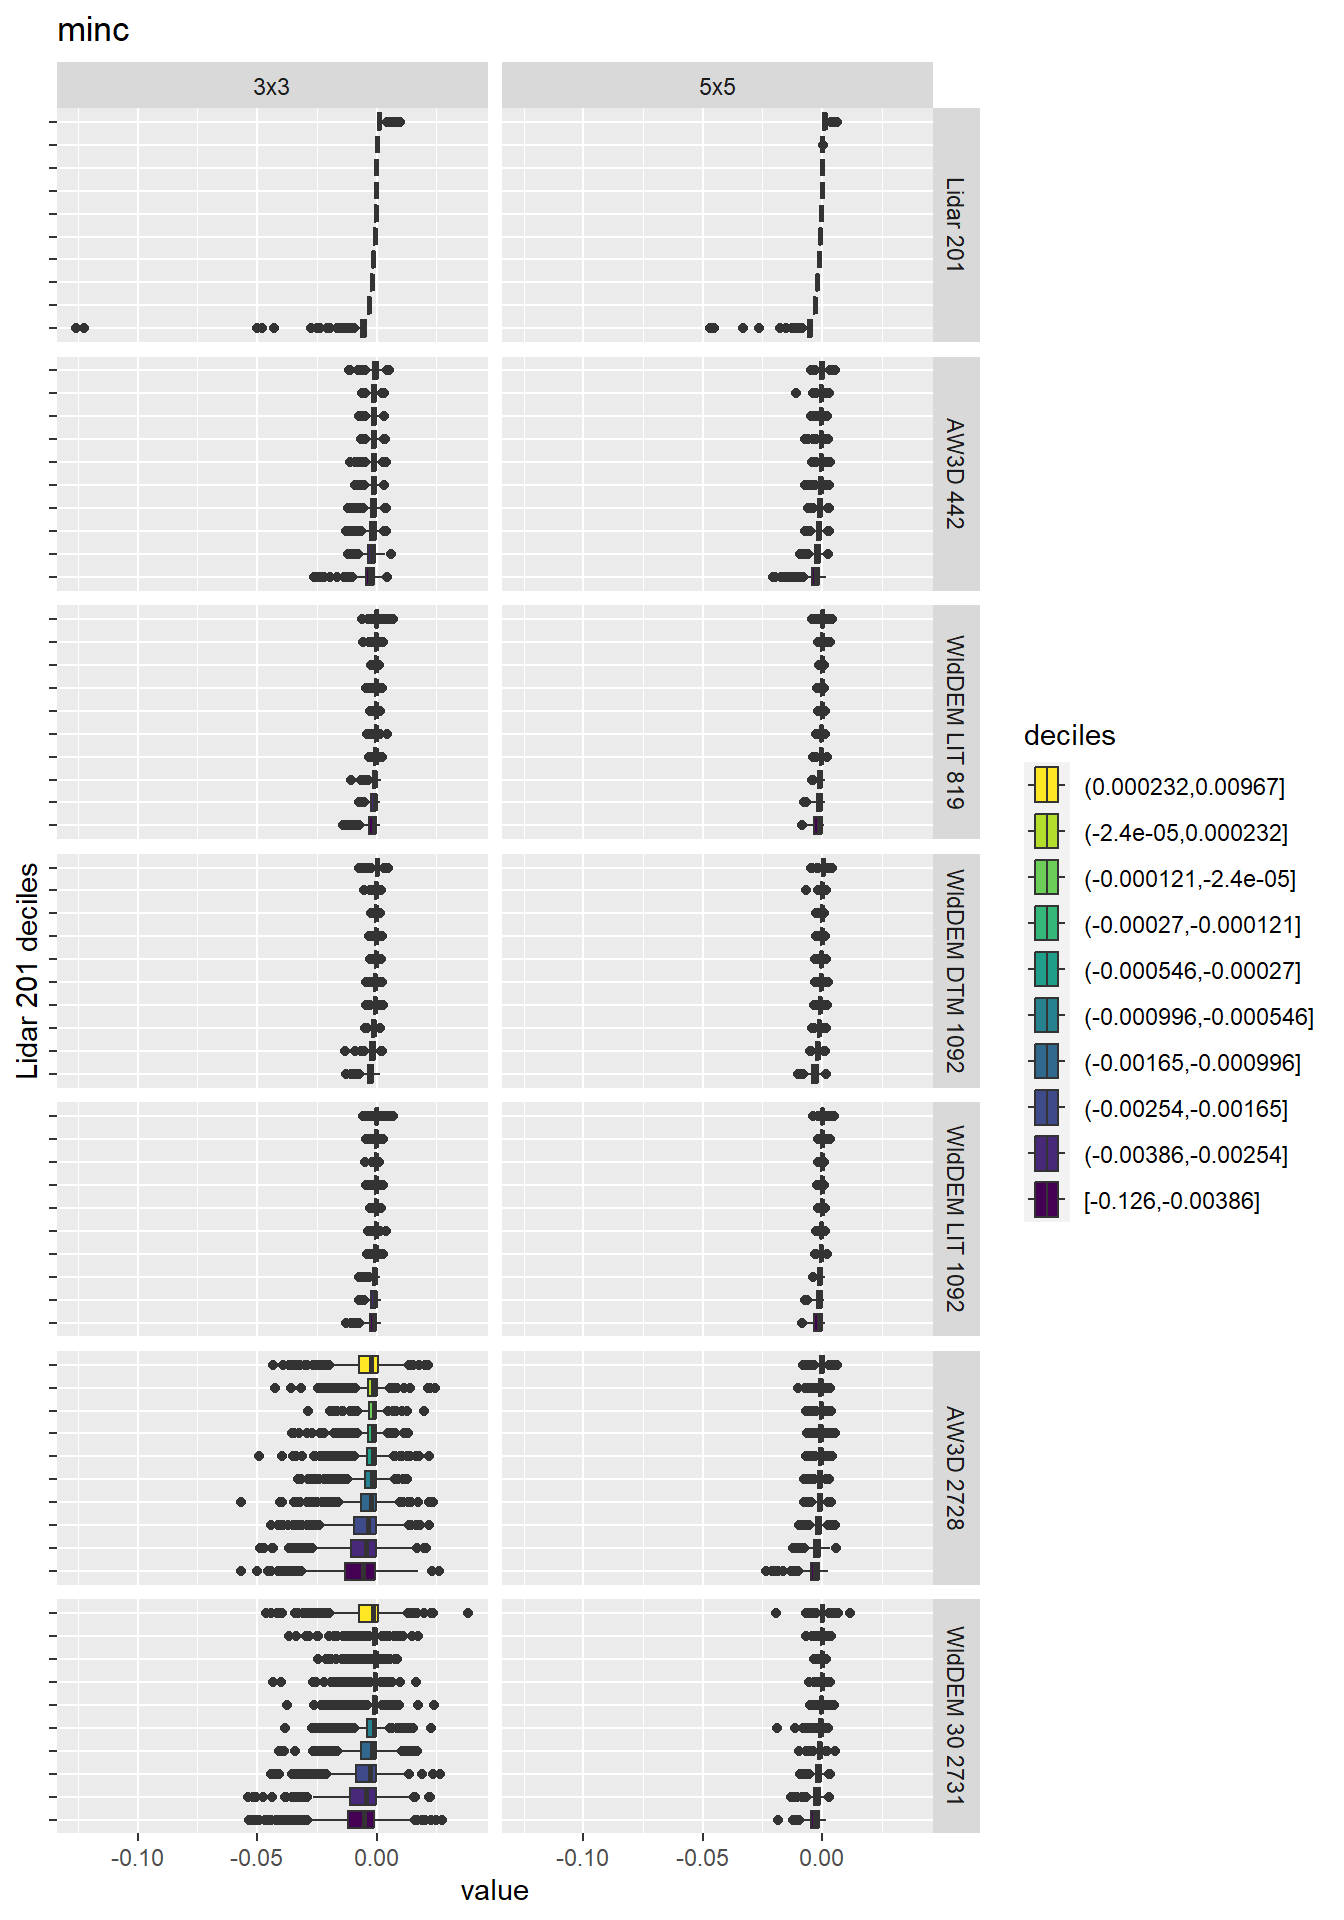 minc
3x3
5x5
Lidar 201
AW3D 442
WldDEM LIT 819
WldDEM DTM 1092
WldDEM LIT 1092
AW3D 2728
WldDEM 30 2731
Lidar 201 deciles
-0.10
-0.05
0.00
-0.10
-0.05
0.00
value
deciles
(0.000232,0.00967]
(-2.4e-05,0.000232]
(-0.000121,-2.4e-05]
(-0.00027,-0.000121]
(-0.000546,-0.00027]
(-0.000996,-0.000546]
(-0.00165,-0.000996]
(-0.00254,-0.00165]
(-0.00386,-0.00254]
[-0.126,-0.00386]